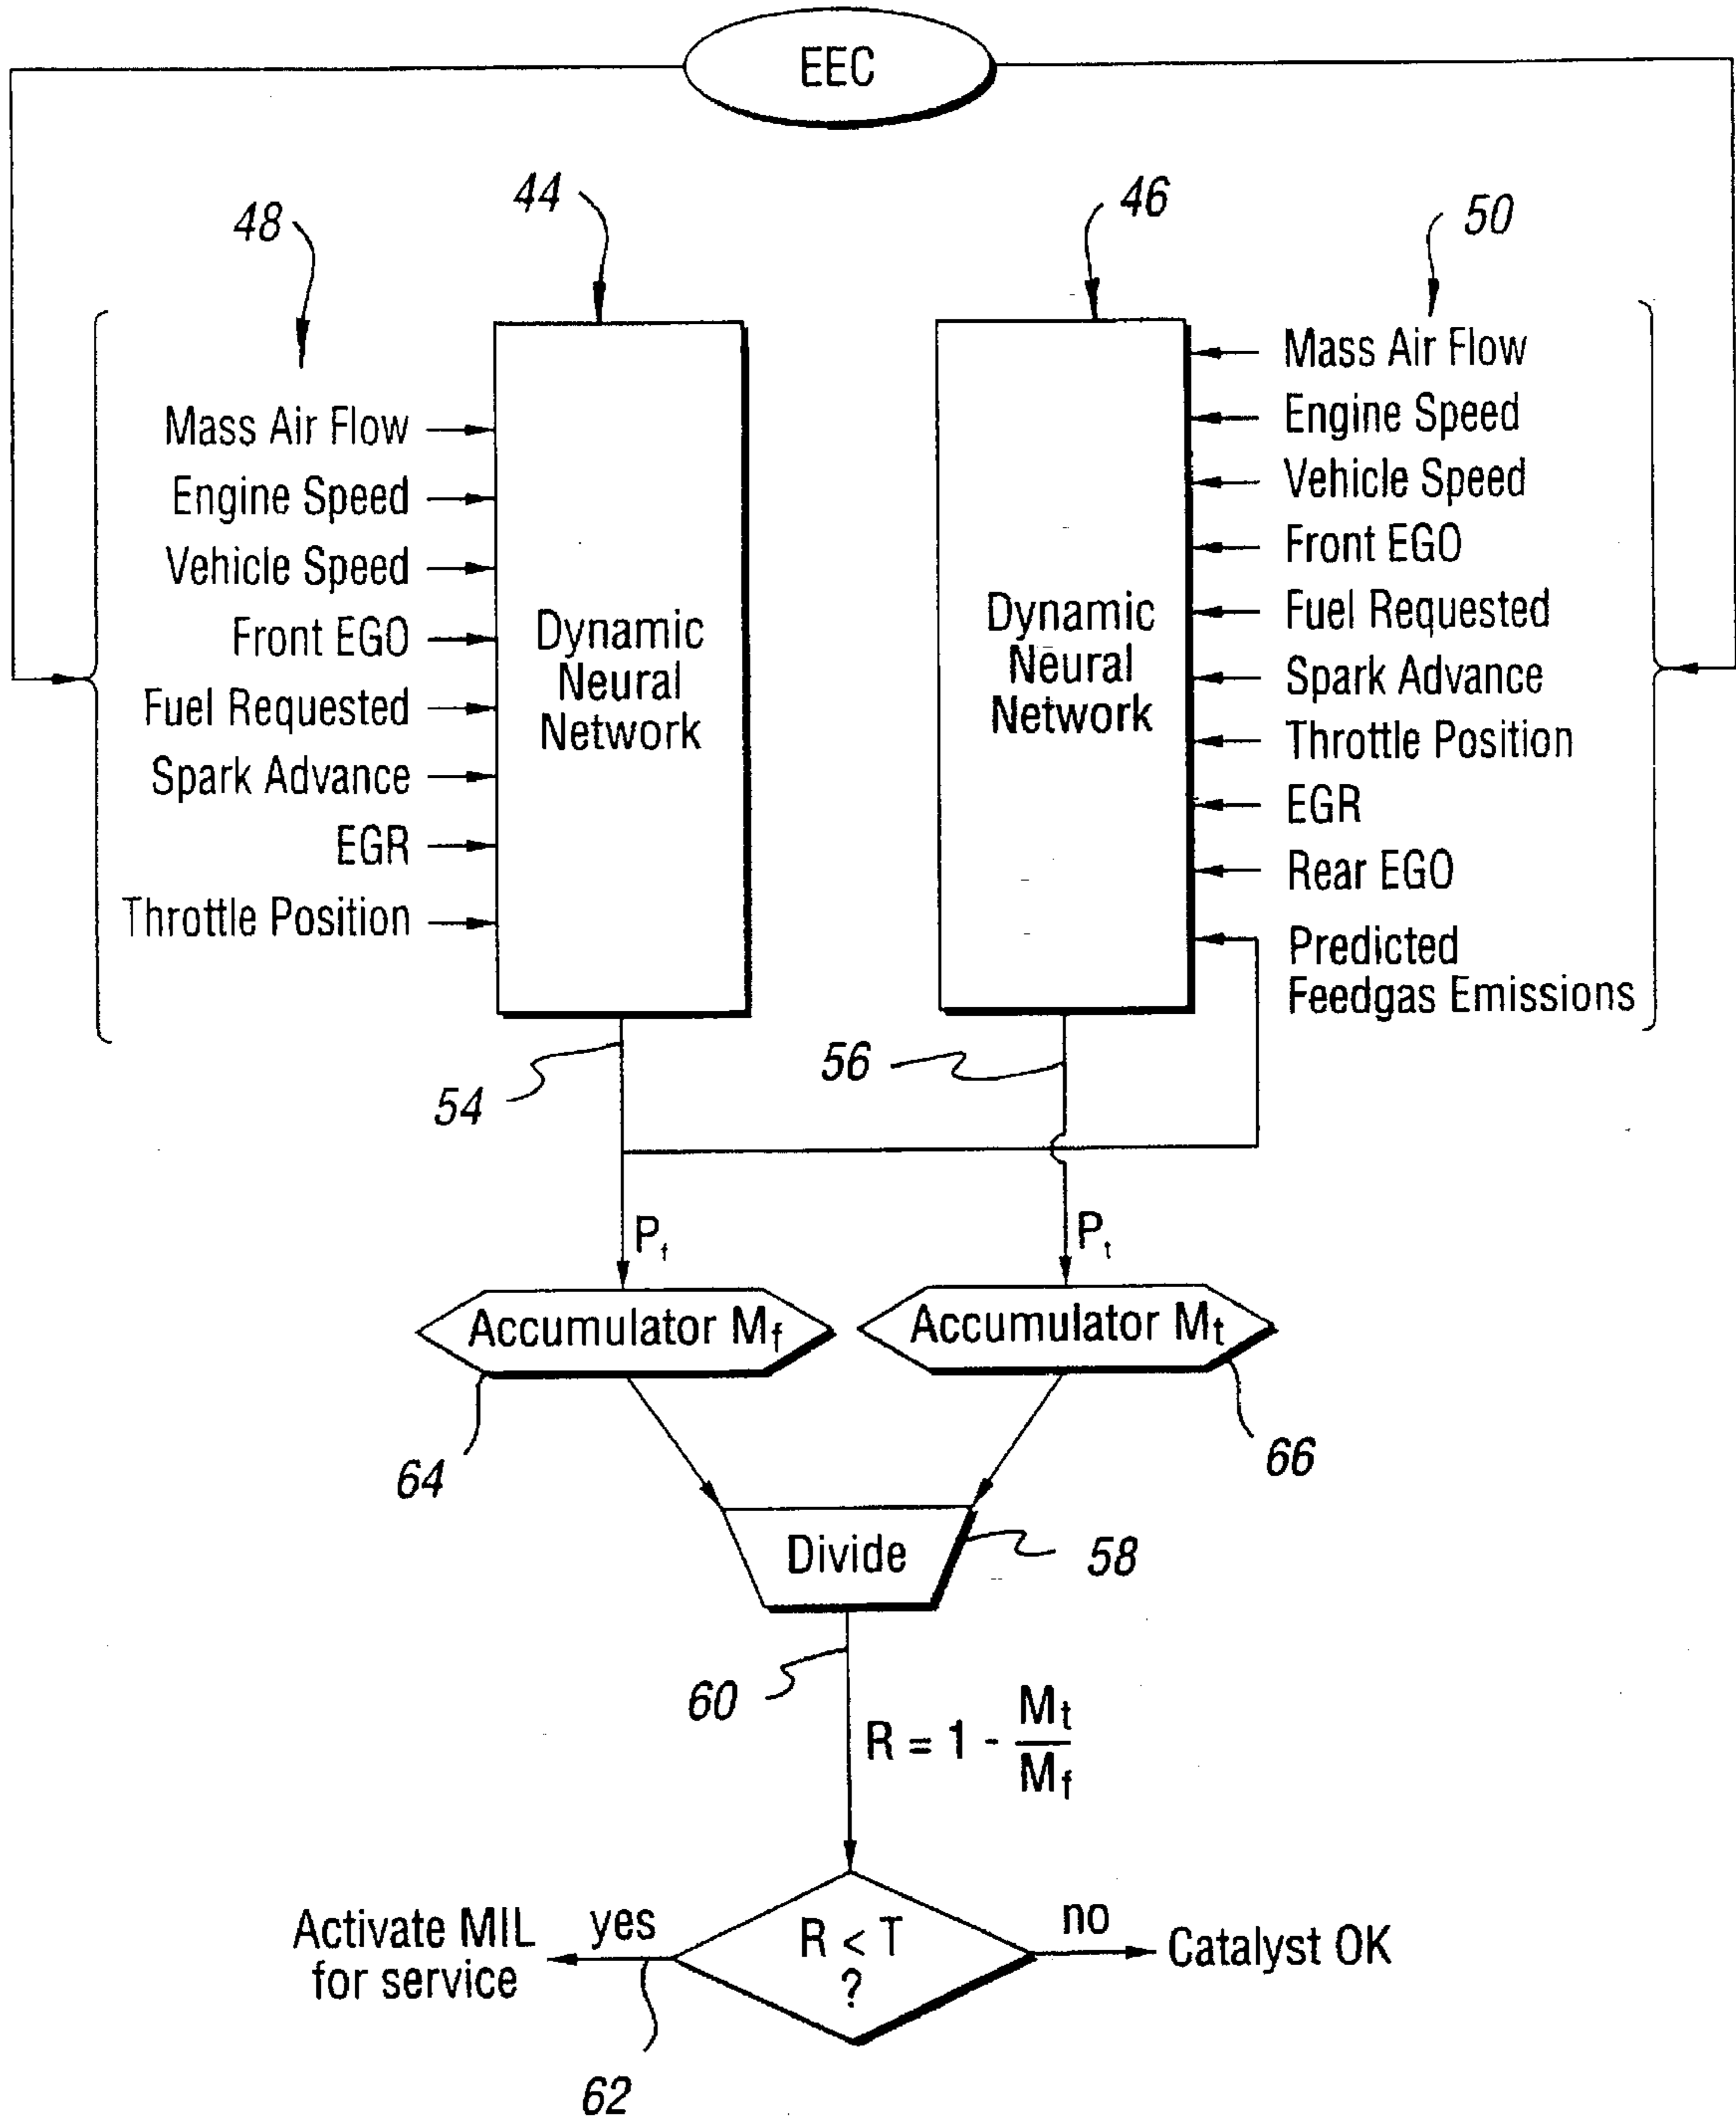 EEC
48
44
46
50
Mass Air Flow
Engine Speed
Vehicle Speed
Front EGO
Fuel Requested
Spark Advance
EGR
Throttle Position
Dynamic
Neural
Network
Dynamic
Neural
Network
Mass Air Flow
Engine Speed
Vehicle Speed
Front EGO
Fuel Requested
Spark Advance
Throttle Position
EGR
Rear EGO
Predicted
Feedgas Emissions
54
56
Pf
Pt
Accumulator Mf
Accumulator Mt
64
66
Divide
58
60
R = 1 - Mt/Mf
Activate MIL
for service
yes
R < T
?
no
Catalyst OK
62